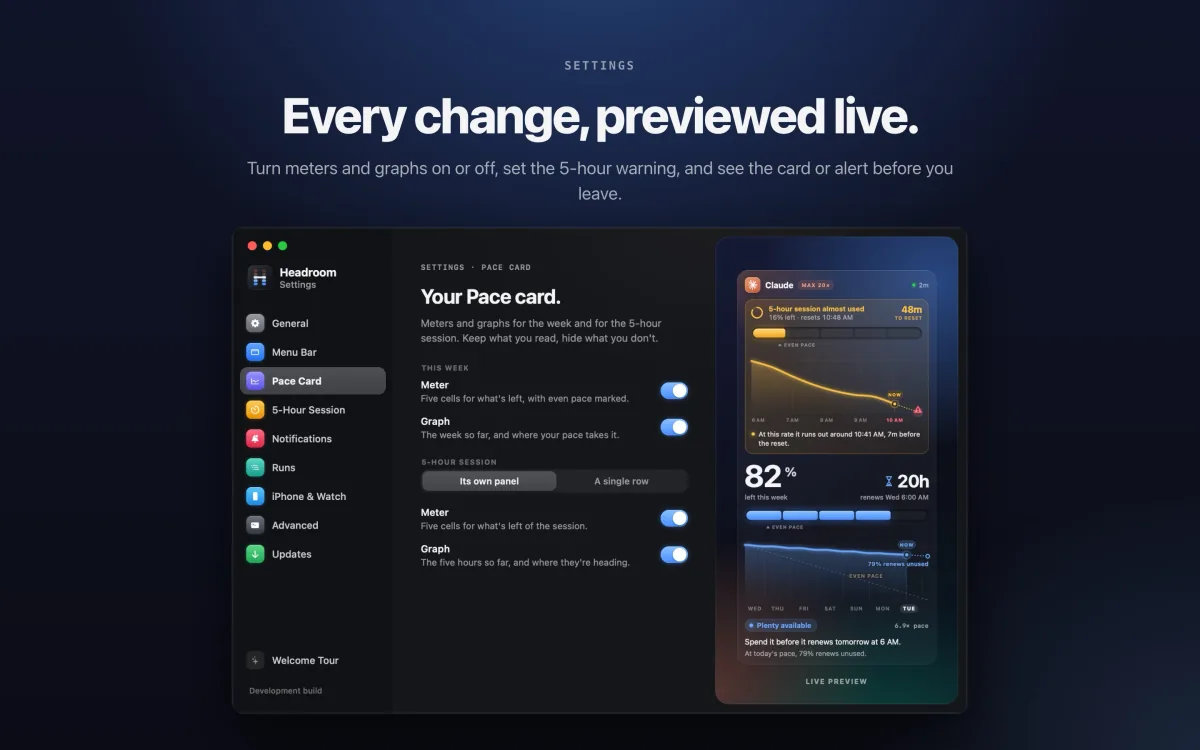 SETTINGS
Every change, previewed live.
Turn meters and graphs on or off, set the 5-hour warning, and see the card or alert before you
leave.
Headroom
Settings
General
Menu Bar
Pace Card
5-Hour Session
Notifications
Runs
iPhone & Watch
Advanced
Updates
Welcome Tour
Development build
SETTINGS · PACE CARD
Your Pace card.
Meters and graphs for the week and for the 5-hour
session. Keep what you read, hide what you don't.
THIS WEEK
Meter
Five cells for what's left, with even pace marked.
Graph
The week so far, and where your pace takes it.
5-HOUR SESSION
Its own panel
A single row
Meter
Five cells for what's left of the session.
Graph
The five hours so far, and where they're heading.
Claude
MAX 20x
2m
5-hour session almost used
16% left · resets 10:48 AM
48m
TO RESET
EVEN PACE
NOW
6 AM 7 AM 8 AM 9 AM 10 AM
At this rate it runs out around 10:41 AM, 7m before
the reset.
82%
left this week
20h
renews Wed 6:00 AM
EVEN PACE
NOW
79% renews unused
EVEN PACE
WED THU FRI SAT SUN MON TUE
Plenty available
6.9× pace
Spend it before it renews tomorrow at 6 AM.
At today's pace, 79% renews unused.
LIVE PREVIEW